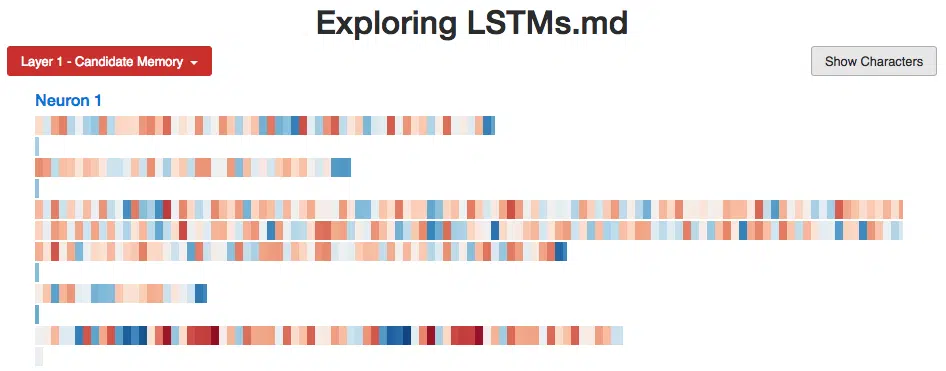 Exploring LSTMs.md
Layer 1 - Candidate Memory
Show Characters
Neuron 1